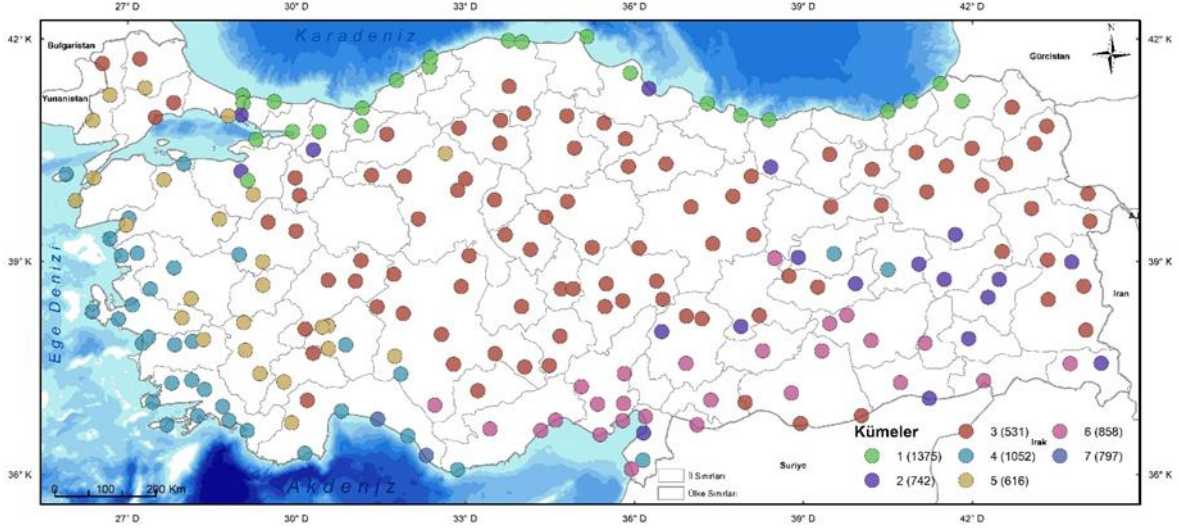 27°D 30°D 33°D 36°D 39°D 42°D
42°K 42°K
Karadeniz
Bulgaristan
Gürcistan
Yunanistan
39°K 39°K
Ege Denizi
İran
Kümeler
1 (1375)
2 (742)
3 (531)
4 (1052)
5 (616)
6 (858)
7 (797)
Irak
Suriye
İl Sınırları
Ülke Sınırları
36°K 36°K
Akdeniz
0 100 200 Km
27°D 30°D 33°D 36°D 39°D 42°D